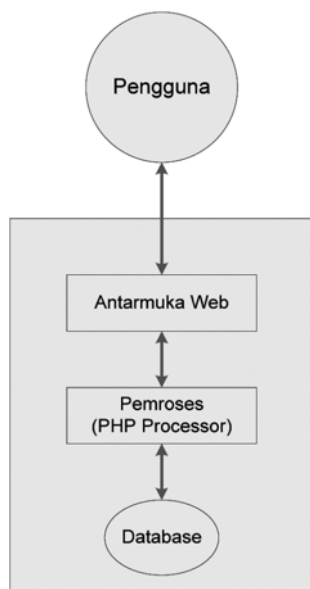 Pengguna
Antarmuka Web
Pemroses
(PHP Processor)
Database